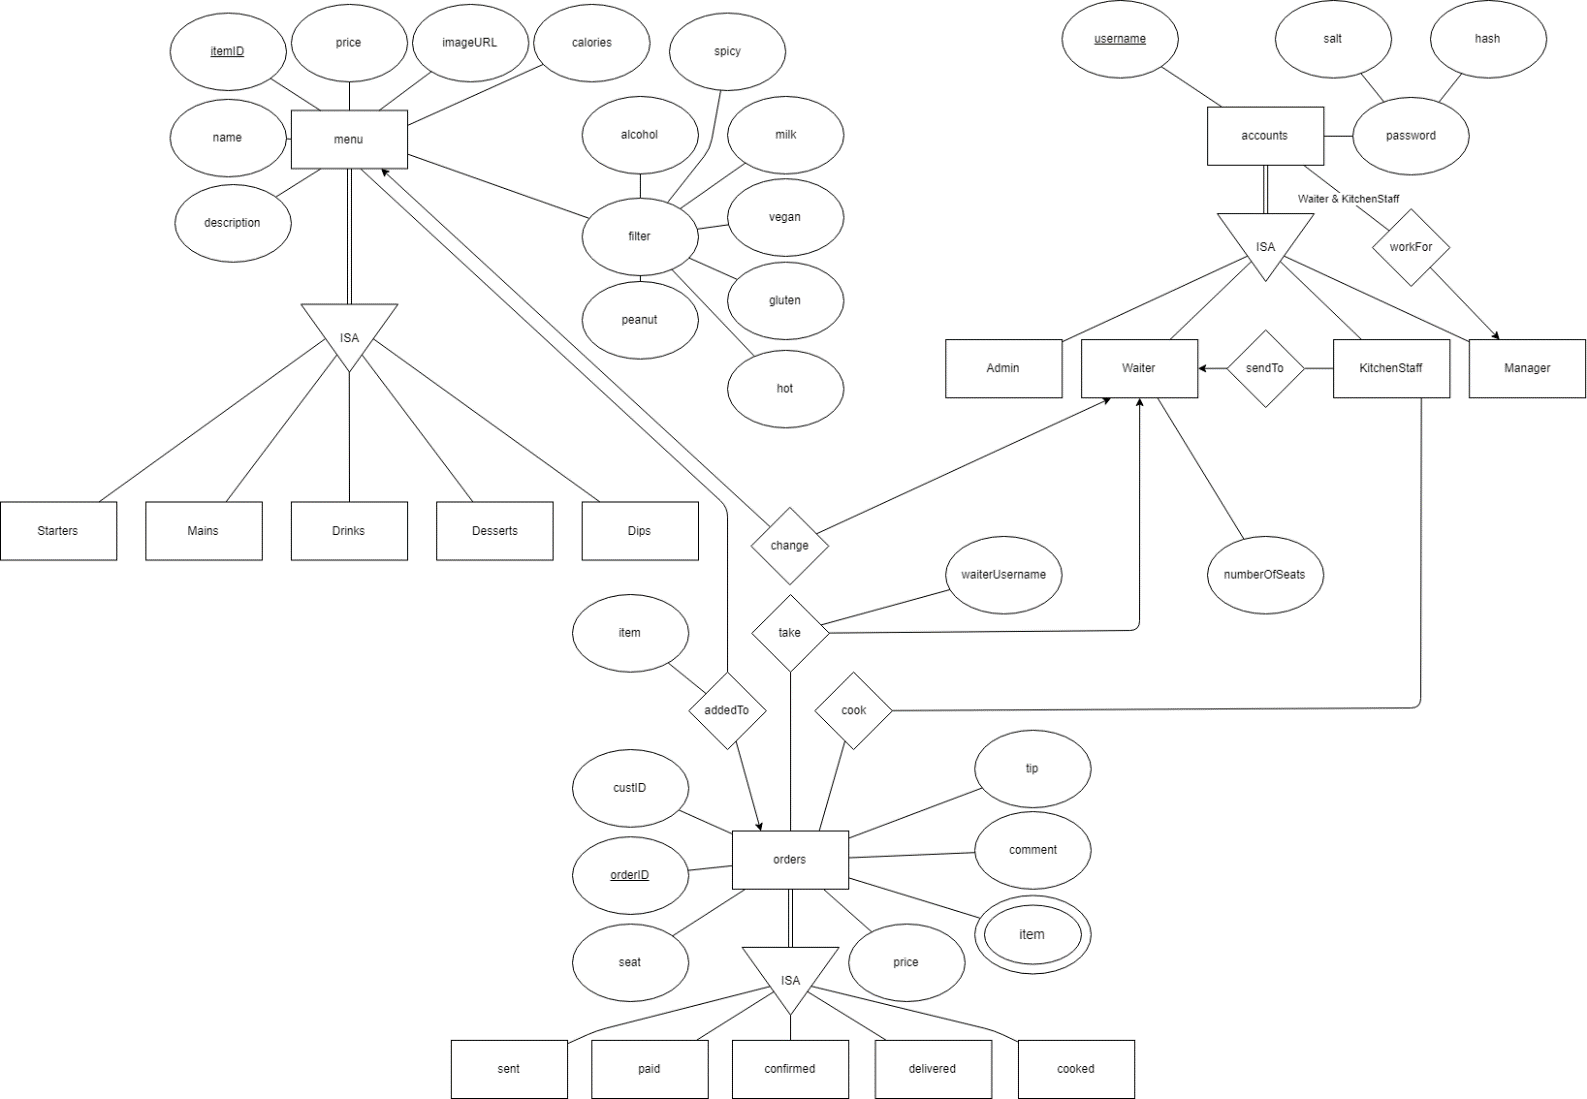 itemID
price
imageURL
calories
spicy
username
salt
hash
name
menu
alcohol
milk
accounts
password
description
filter
vegan
Waiter & KitchenStaff
ISA
workFor
peanut
gluten
ISA
hot
Admin
Waiter
sendTo
KitchenStaff
Manager
Starters
Mains
Drinks
Desserts
Dips
change
waiterUsername
numberOfSeats
item
take
addedTo
cook
custID
tip
orderID
orders
comment
seat
price
item
ISA
sent
paid
confirmed
delivered
cooked